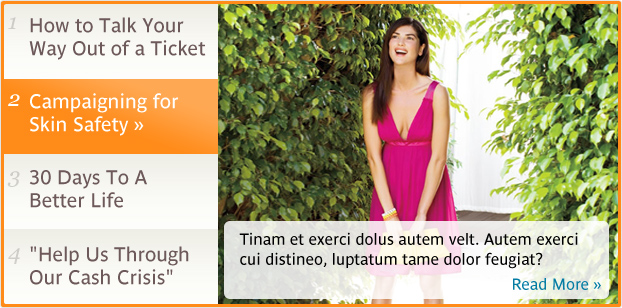 1
How to Talk Your
Way Out of a Ticket
2
Campaigning for
Skin Safety »
3
30 Days To A
Better Life
4
"Help Us Through
Our Cash Crisis"
Tinam et exerci dolus autem velt. Autem exerci
cui distineo, luptatum tame dolor feugiat?
Read More »